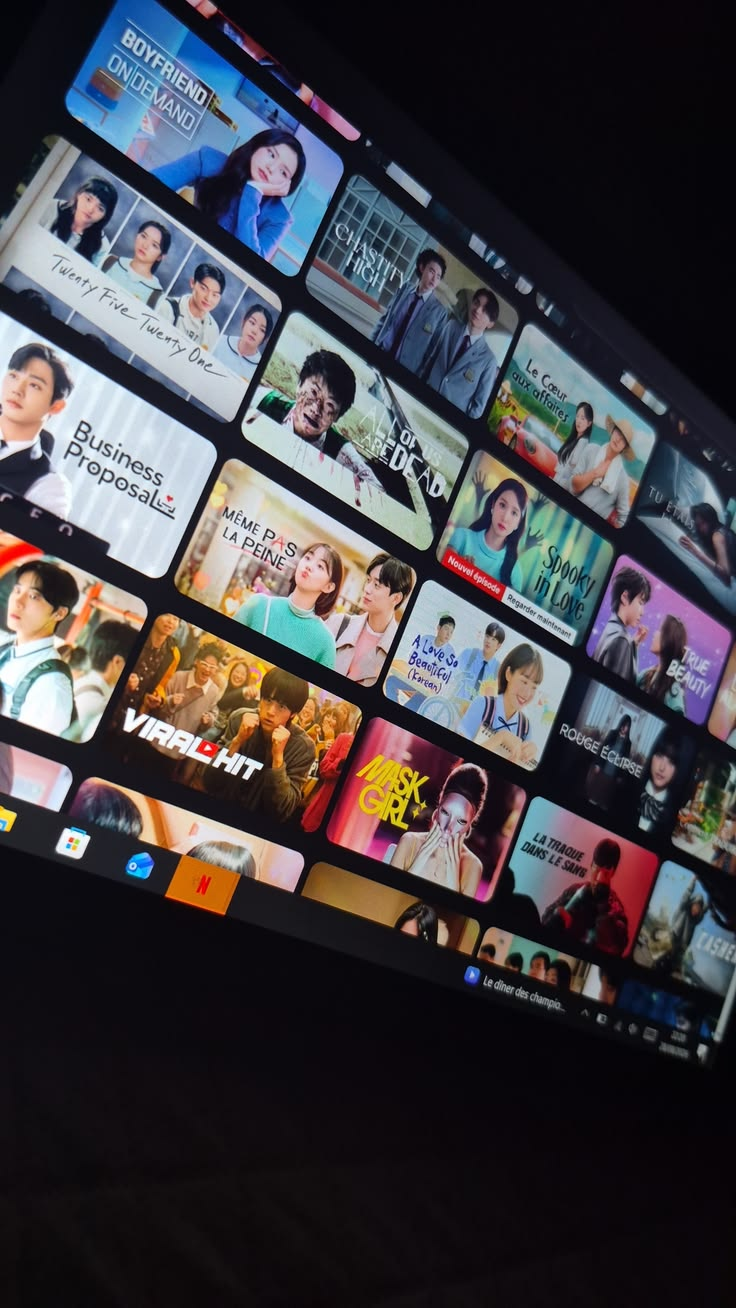 BOYFRIEND
ON DEMAND
CHASTITY
HIGH
Twenty Five Twenty One
ALL OF US
ARE DEAD
Le Cœur
aux affaires
TU ÉTAIS
Business
Proposal
MÊME PAS
LA PEINE
Spooky
in Love
Nouvel épisode
Regarder maintenant
TRUE
BEAUTY
A Love So
Beautiful
(Korean)
ROUGE ÉCLIPSE
VIRAL HIT
MASK
GIRL
LA TRAQUE
DANS LE SANG
N
Le dîner des champio...